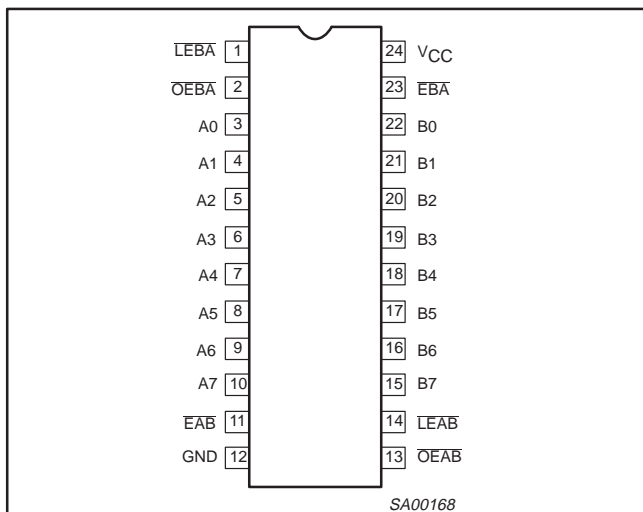 LEBA 1 24 VCC
OEBA 2 23 EBA
A0 3 22 B0
A1 4 21 B1
A2 5 20 B2
A3 6 19 B3
A4 7 18 B4
A5 8 17 B5
A6 9 16 B6
A7 10 15 B7
EAB 11 14 LEAB
GND 12 13 OEAB
SA00168